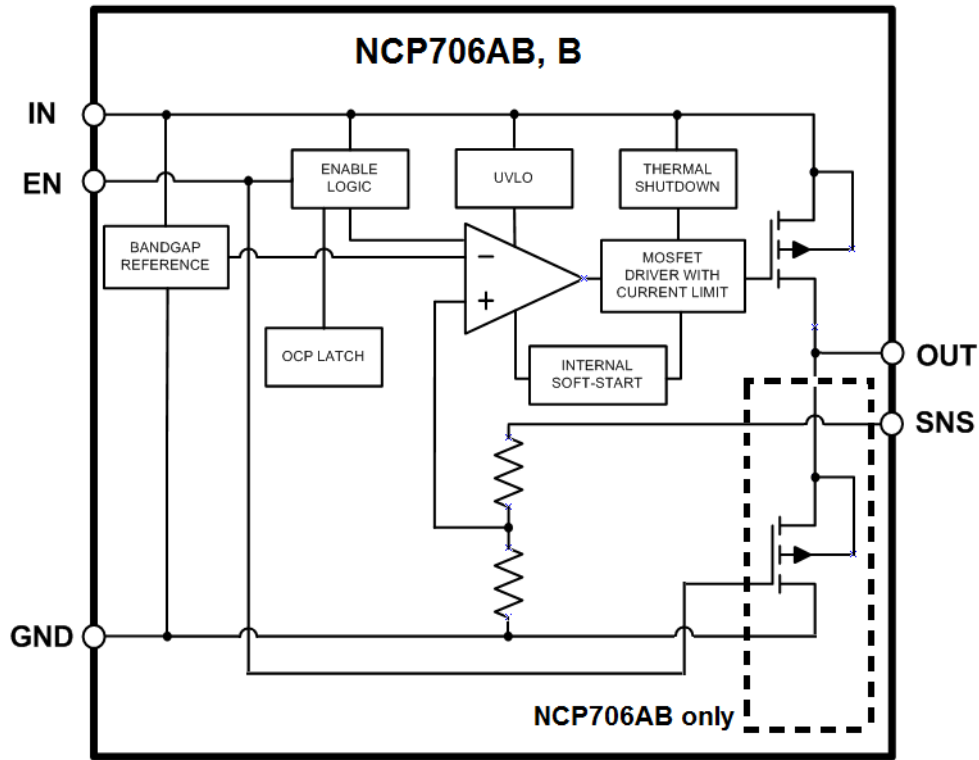 NCP706AB, B
IN
EN
ENABLE
LOGIC
UVLO
THERMAL
SHUTDOWN
BANDGAP
REFERENCE
−
+
MOSFET
DRIVER WITH
CURRENT LIMIT
OCP LATCH
INTERNAL
SOFT-START
OUT
SNS
GND
NCP706AB only